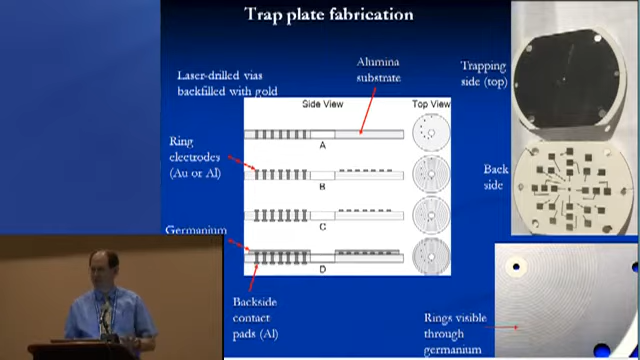 Trap plate fabrication
Laser-drilled vias
backfilled with gold
Alumina
substrate
Trapping
side (top)
Side View
Top View
A
Ring
electrodes
(Au or Al)
B
Back
side
C
Germanium
D
Backside
contact
pads (Al)
Rings visible
through
germanium